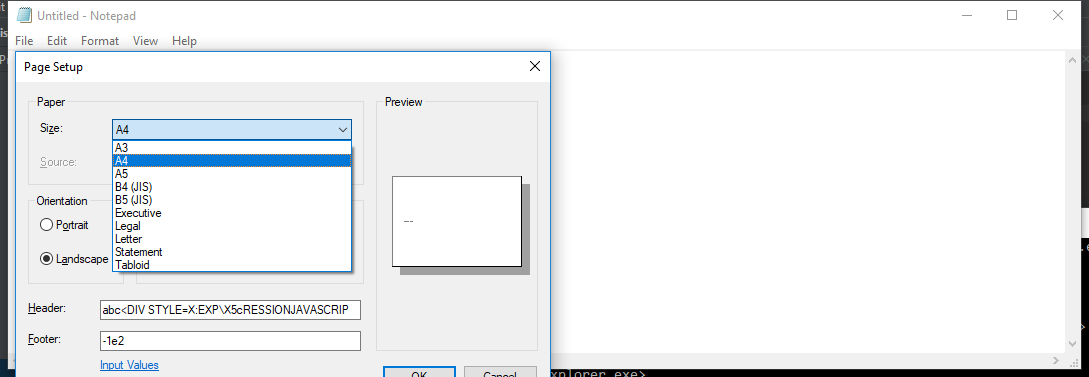 Untitled - Notepad
File Edit Format View Help
Page Setup
Paper
Size:
A4
Source:
A3
A4
A5
B4 (JIS)
B5 (JIS)
Executive
Legal
Letter
Statement
Tabloid
Orientation
Portrait
Landscape
Preview
Header:
abc<DIV STYLE=X:EXP\X5cRESSIONJAVASCRIP
Footer:
-1e2
Input Values
OK
Cancel
xplorer.exe>